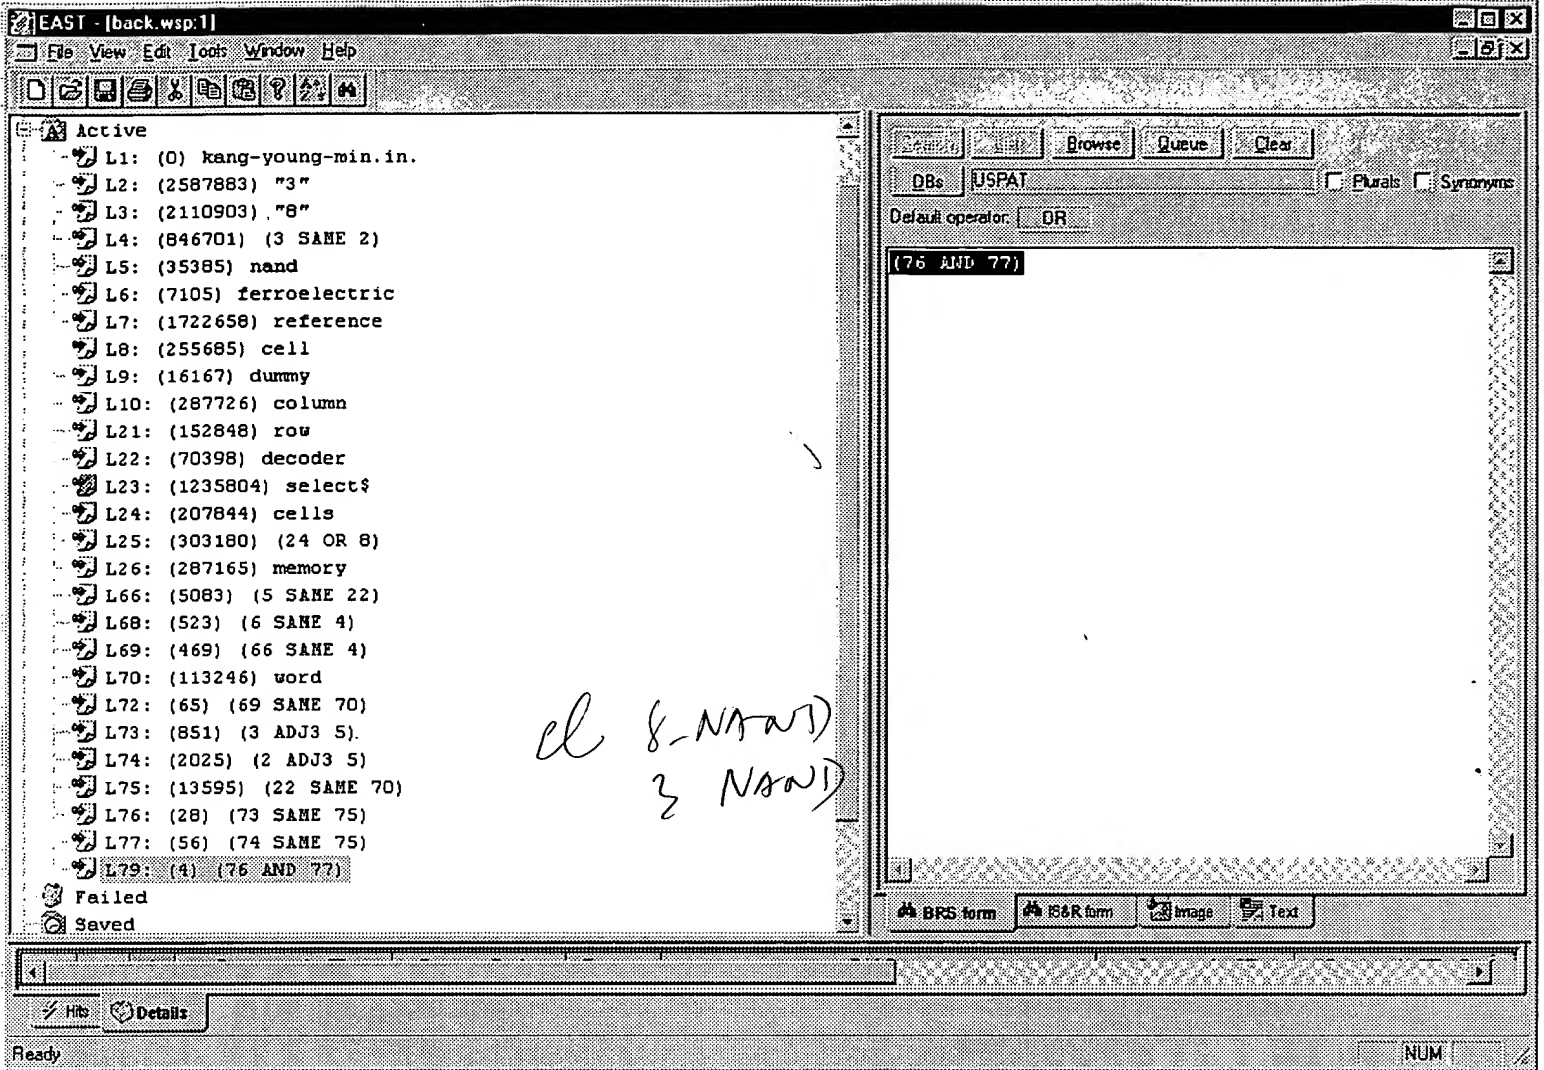 EAST - [back.wsp:1]
File View Edit Tools Window Help
Active
L1: (0) kang-young-min.in.
L2: (2587883) "3"
L3: (2110903) "8"
L4: (846701) (3 SAME 2)
L5: (35385) nand
L6: (7105) ferroelectric
L7: (1722658) reference
L8: (255685) cell
L9: (16167) dummy
L10: (287726) column
L21: (152848) row
L22: (70398) decoder
L23: (1235804) select$
L24: (207844) cells
L25: (303180) (24 OR 8)
L26: (287165) memory
L66: (5083) (5 SAME 22)
L68: (523) (6 SAME 4)
L69: (469) (66 SAME 4)
L70: (113246) word
L72: (65) (69 SAME 70)
L73: (851) (3 ADJ3 5)
L74: (2025) (2 ADJ3 5)
L75: (13595) (22 SAME 70)
L76: (28) (73 SAME 75)
L77: (56) (74 SAME 75)
L79: (4) (76 AND 77)
Failed
Saved
8-NAND
3 NAND
Browse Queue Clear
DBs USPAT Plurals Synonyms
Default operator: OR
(76 AND 77)
BRS form IS&R form Image Text
Hits Details
Ready NUM